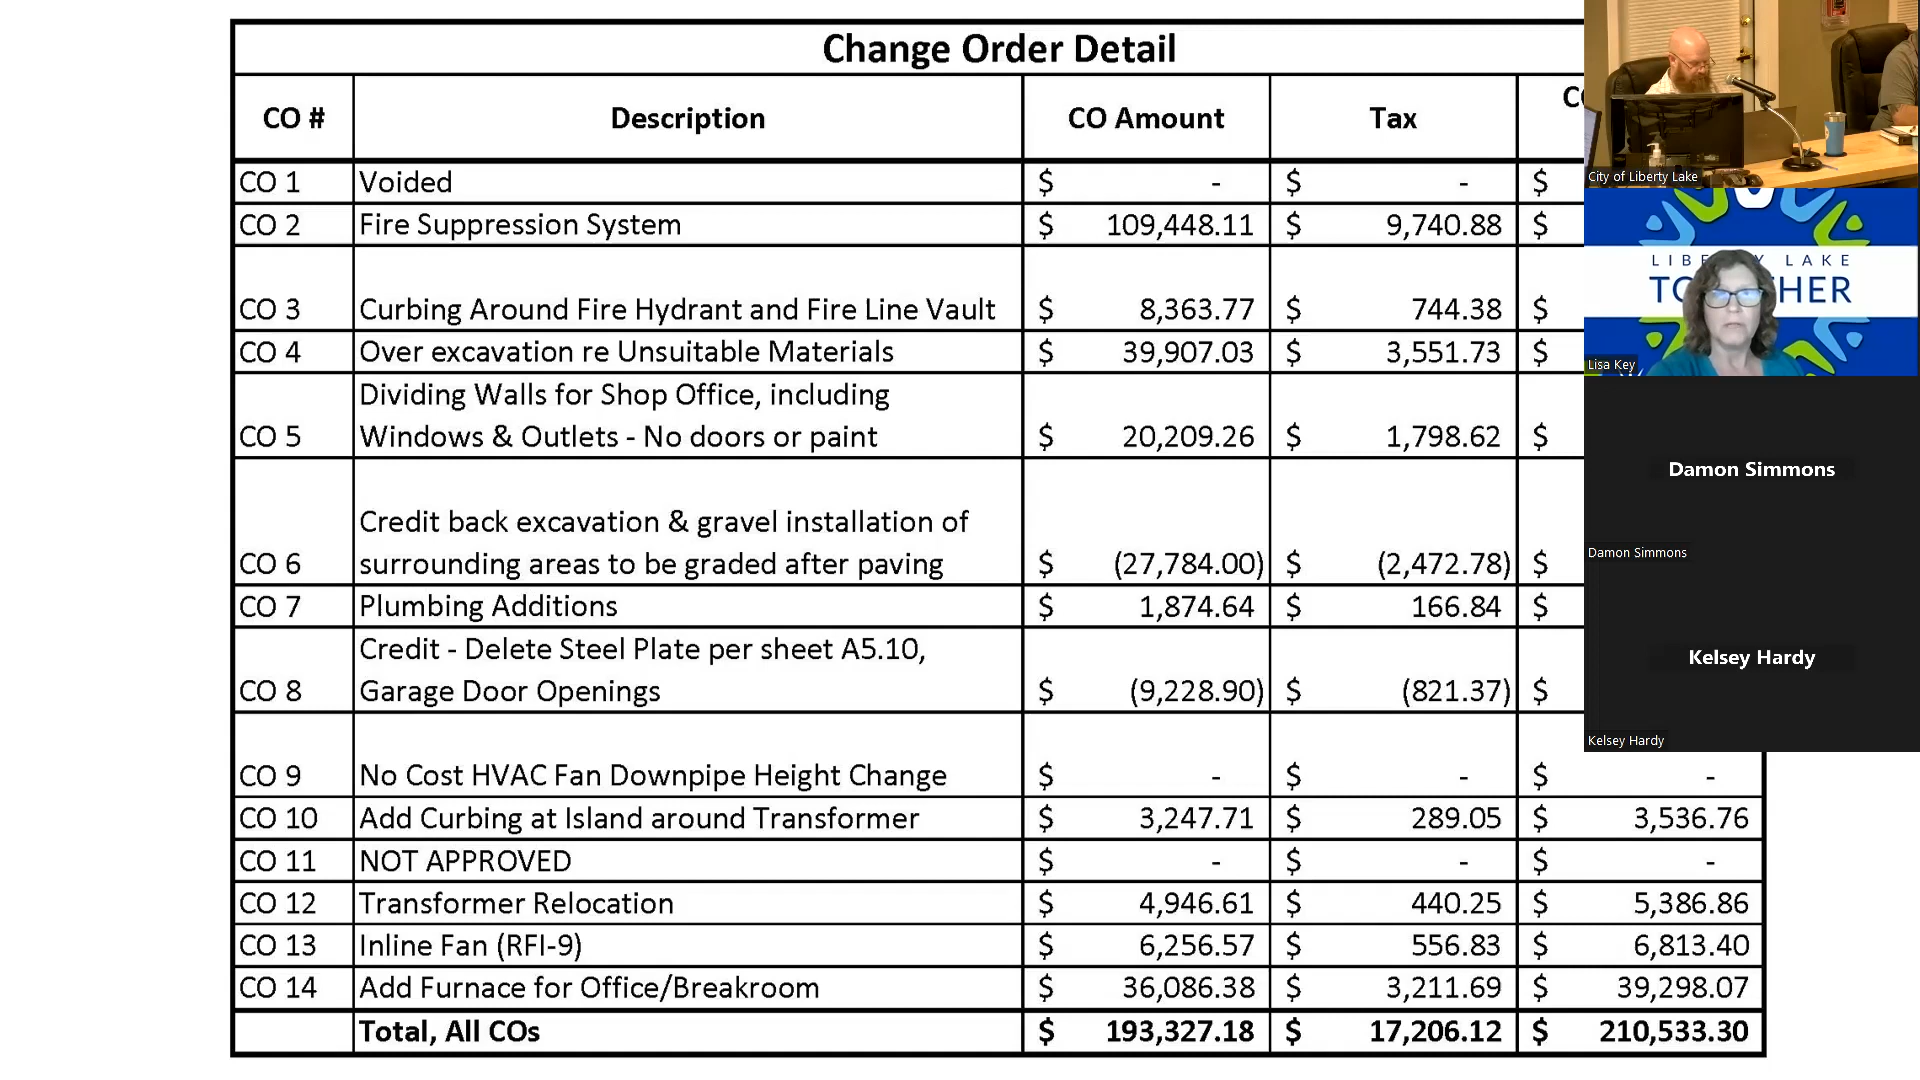 Change Order Detail
CO # Description CO Amount Tax
CO 1 Voided $ - $ - $
CO 2 Fire Suppression System $ 109,448.11 $ 9,740.88 $
CO 3 Curbing Around Fire Hydrant and Fire Line Vault $ 8,363.77 $ 744.38 $
CO 4 Over excavation re Unsuitable Materials $ 39,907.03 $ 3,551.73 $
Dividing Walls for Shop Office, including
CO 5 Windows & Outlets - No doors or paint $ 20,209.26 $ 1,798.62 $
Credit back excavation & gravel installation of
CO 6 surrounding areas to be graded after paving $ (27,784.00) $ (2,472.78) $
CO 7 Plumbing Additions $ 1,874.64 $ 166.84 $
Credit - Delete Steel Plate per sheet A5.10,
CO 8 Garage Door Openings $ (9,228.90) $ (821.37) $
CO 9 No Cost HVAC Fan Downpipe Height Change $ - $ - $ -
CO 10 Add Curbing at Island around Transformer $ 3,247.71 $ 289.05 $ 3,536.76
CO 11 NOT APPROVED $ - $ - $ -
CO 12 Transformer Relocation $ 4,946.61 $ 440.25 $ 5,386.86
CO 13 Inline Fan (RFI-9) $ 6,256.57 $ 556.83 $ 6,813.40
CO 14 Add Furnace for Office/Breakroom $ 36,086.38 $ 3,211.69 $ 39,298.07
Total, All COs $ 193,327.18 $ 17,206.12 $ 210,533.30
City of Liberty Lake
LAKE
Lisa Key
Damon Simmons
Damon Simmons
Kelsey Hardy
Kelsey Hardy